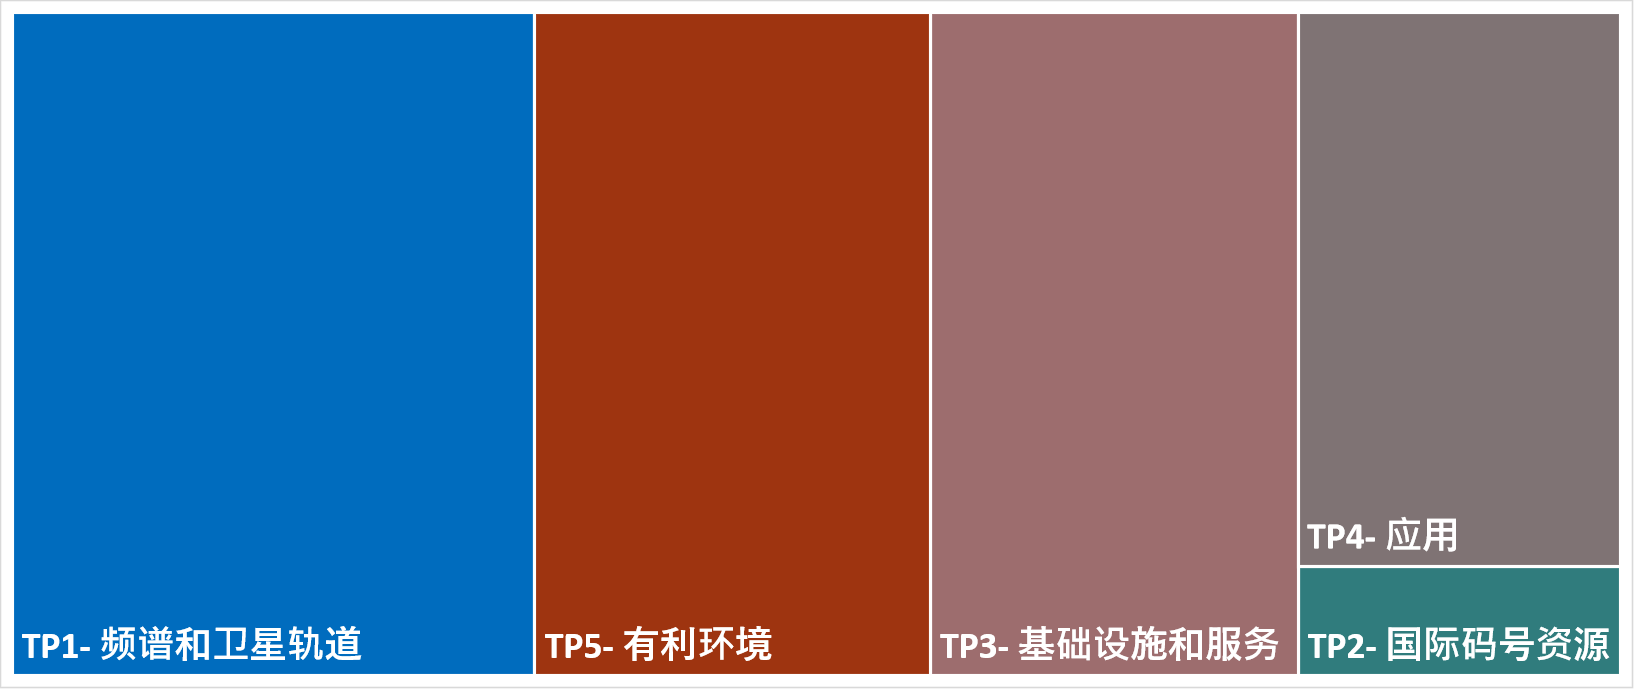 TP1- 频谱和卫星轨道
TP5- 有利环境
TP3- 基础设施和服务
TP4- 应用
TP2- 国际码号资源